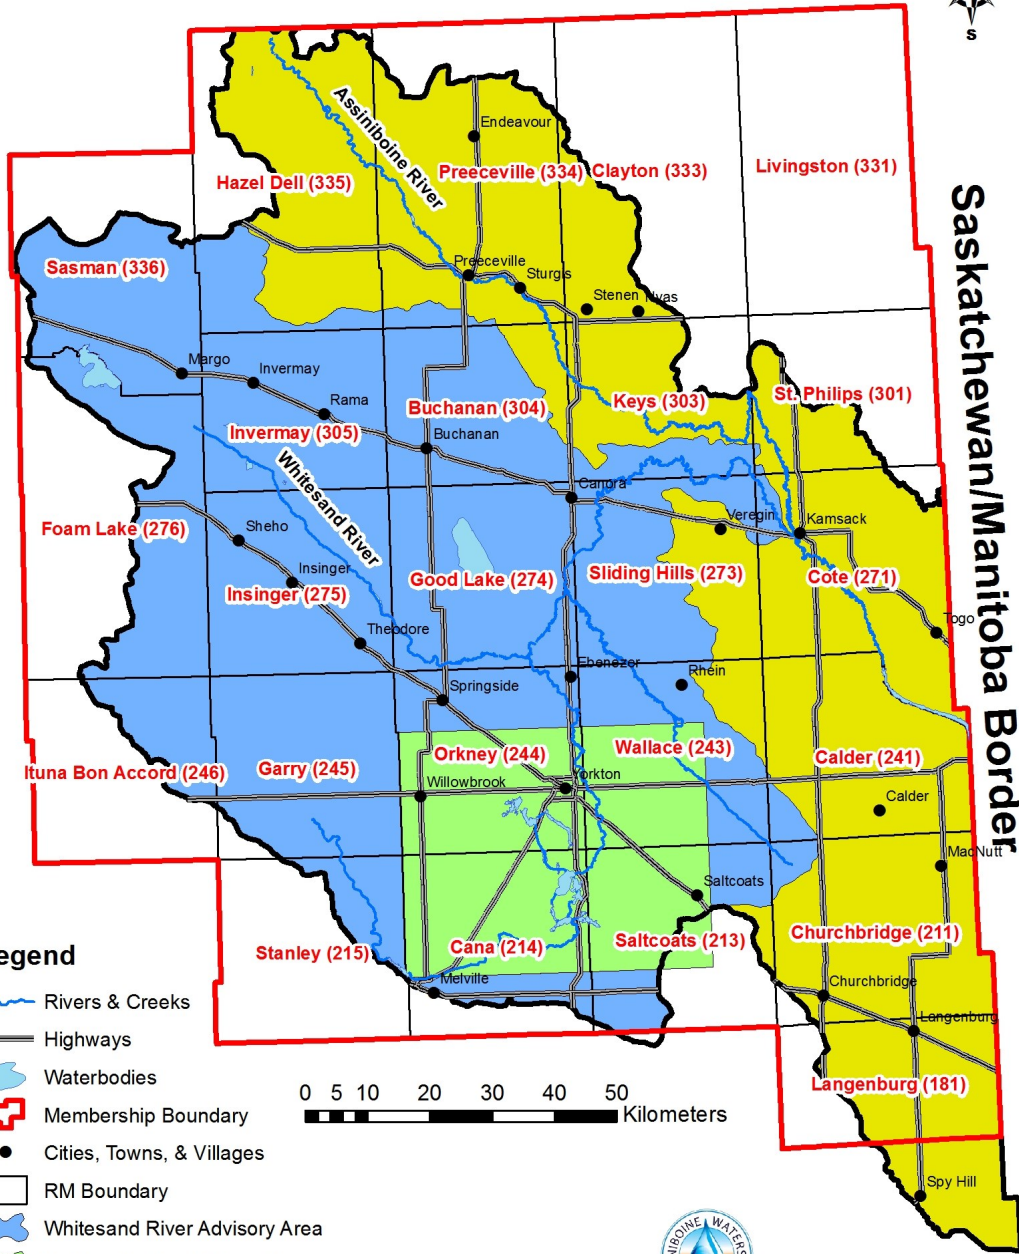 S
Endeavour
Assiniboine River
Preeceville (334)
Clayton (333)
Livingston (331)
Hazel Dell (335)
Sasman (336)
Preeceville
Sturgis
Stenen
Margo
Invermay
Rama
Buchanan (304)
Keys (303)
St. Philips (301)
Invermay (305)
Buchanan
Whitesand River
Canora
Veregin
Kamsack
Foam Lake (276)
Sheho
Insinger
Insinger (275)
Good Lake (274)
Sliding Hills (273)
Cote (271)
Togo
Theodore
Ebenezer
Rhein
Springside
Saskatchewan/Manitoba Border
Ituna Bon Accord (246)
Garry (245)
Orkney (244)
Wallace (243)
Calder (241)
Willowbrook
Yorkton
Calder
MacNutt
Saltcoats
Stanley (215)
Cana (214)
Saltcoats (213)
Churchbridge (211)
Melville
Churchbridge
Langenburg
Langenburg (181)
Spy Hill
0 5 10 20 30 40 50
Kilometers
egend
Rivers & Creeks
Highways
Waterbodies
Membership Boundary
Cities, Towns, & Villages
RM Boundary
Whitesand River Advisory Area
NIBOINE WATERS